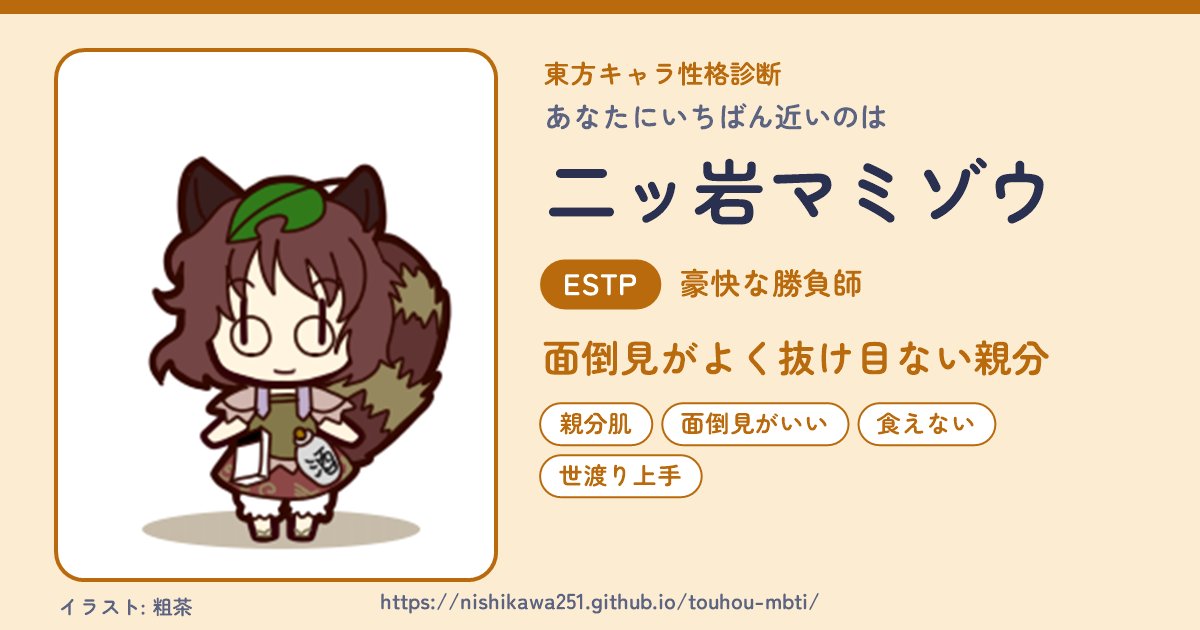 東方キャラ性格診断
あなたにいちばん近いのは
二ッ岩マミゾウ
ESTP 豪快な勝負師
面倒見がよく抜け目ない親分
親分肌 面倒見がいい 食えない
世渡り上手
酒
イラスト: 粗茶
https://nishikawa251.github.io/touhou-mbti/